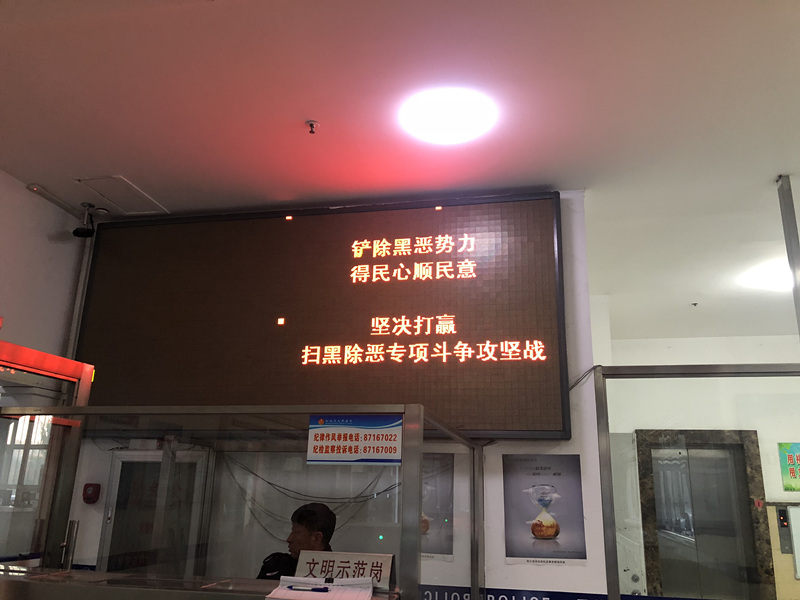 铲除黑恶势力
得民心顺民意
坚决打赢
扫黑除恶专项斗争攻坚战
纪律作风举报电话:87167022
纪检监察投诉电话:87167009
文明示范岗